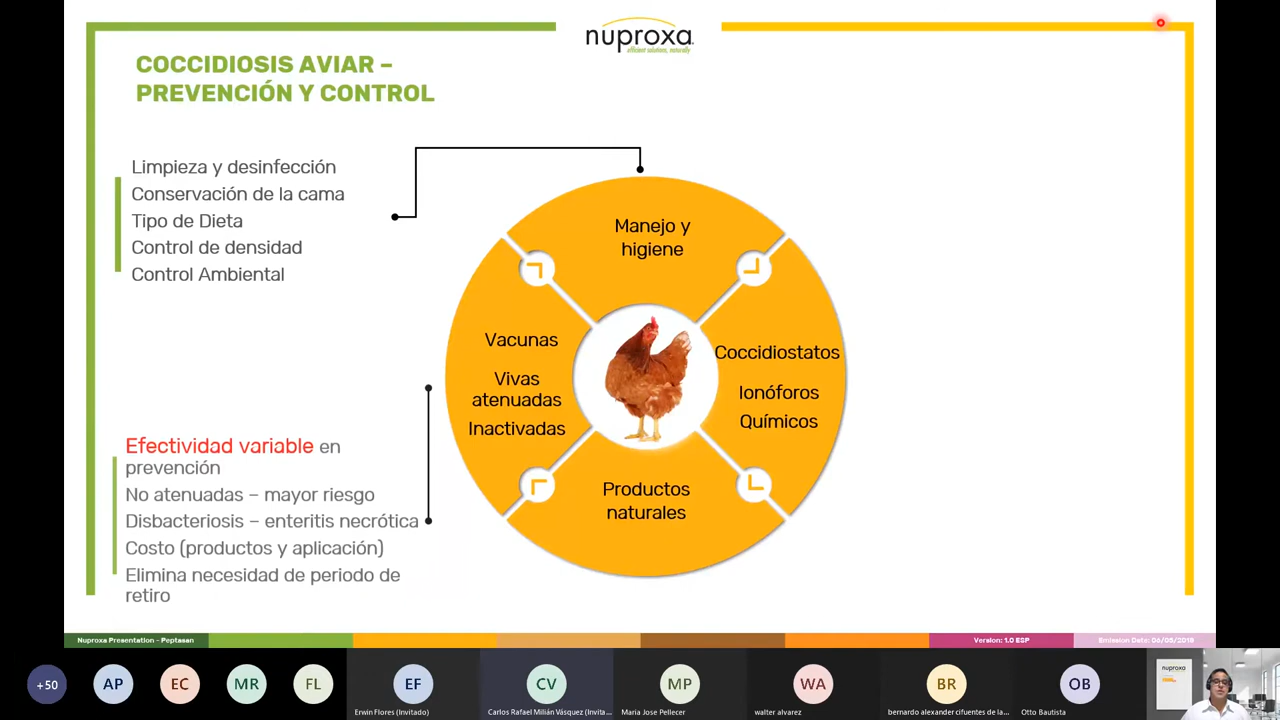 nuproxa
efficient solutions, naturally
COCCIDIOSIS AVIAR –
PREVENCIÓN Y CONTROL
Limpieza y desinfección
Conservación de la cama
Tipo de Dieta
Control de densidad
Control Ambiental
Manejo y
higiene
Vacunas
Vivas
atenuadas
Inactivadas
Coccidiostatos
Ionóforos
Químicos
Productos
naturales
Efectividad variable en
prevención
No atenuadas – mayor riesgo
Disbacteriosis – enteritis necrótica
Costo (productos y aplicación)
Elimina necesidad de periodo de
retiro
Nuproxa Presentation - Peptasan
Version: 1.0 ESP
Emission Date: 06/05/2019
+50
AP
EC
MR
FL
EF
Erwin Flores (Invitado)
CV
Carlos Rafael Milián Vásquez (Invita...
MP
Maria Jose Pellecer
WA
walter alvarez
BR
bernardo alexander cifuentes de la...
OB
Otto Bautista
nuproxa